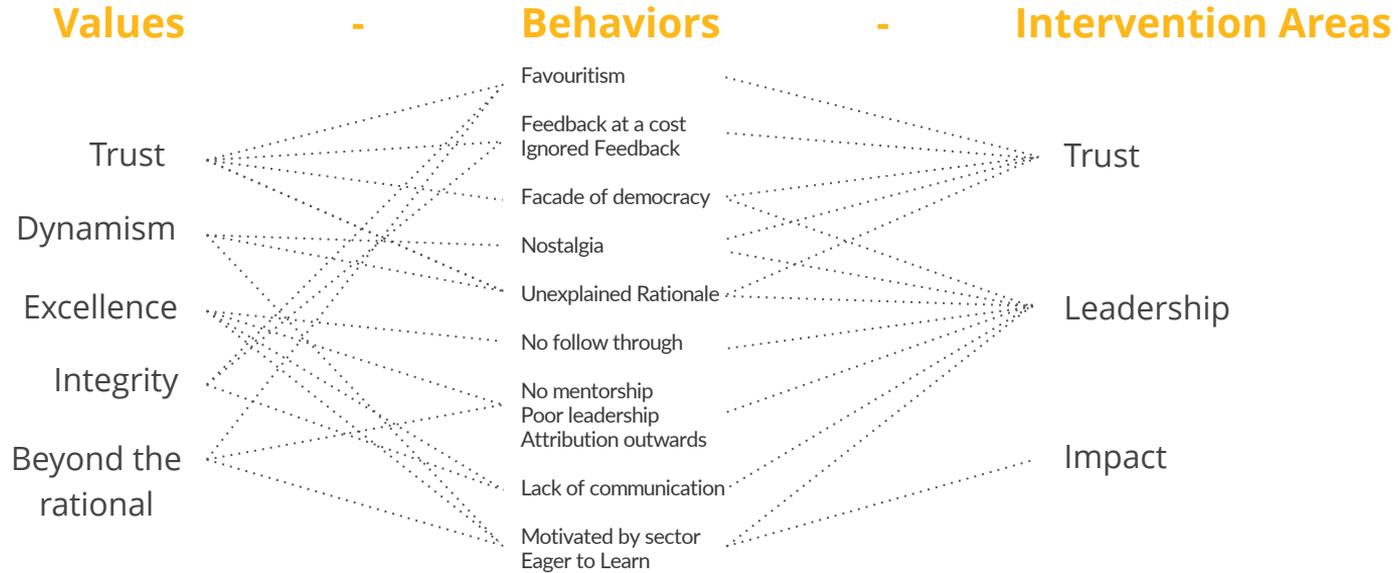 Values - Behaviors - Intervention Areas
Favouritism
Feedback at a cost
Ignored Feedback
Trust
Trust
Facade of democracy
Dynamism
Nostalgia
Unexplained Rationale
Excellence
Leadership
No follow through
Integrity
No mentorship
Poor leadership
Attribution outwards
Beyond the
rational
Impact
Lack of communication
Motivated by sector
Eager to Learn